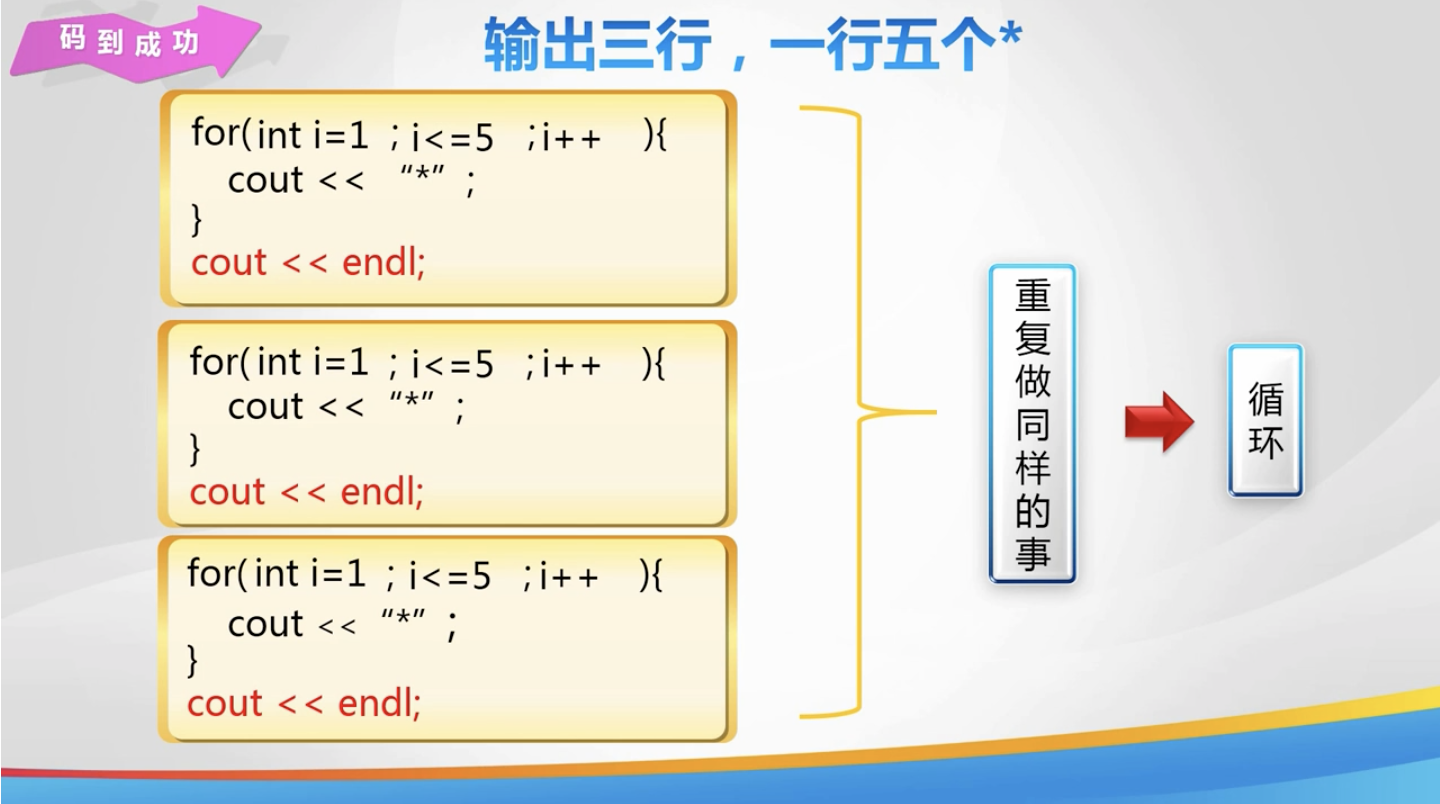 码到成功
输出三行，一行五个*
for(int i=1 ; i<=5 ;i++ ){
cout << “*” ;
}
cout << endl;
for(int i=1 ; i<=5 ;i++ ){
cout << “*” ;
}
cout << endl;
for(int i=1 ; i<=5 ;i++ ){
cout << “*” ;
}
cout << endl;
重复做同样的事
循环